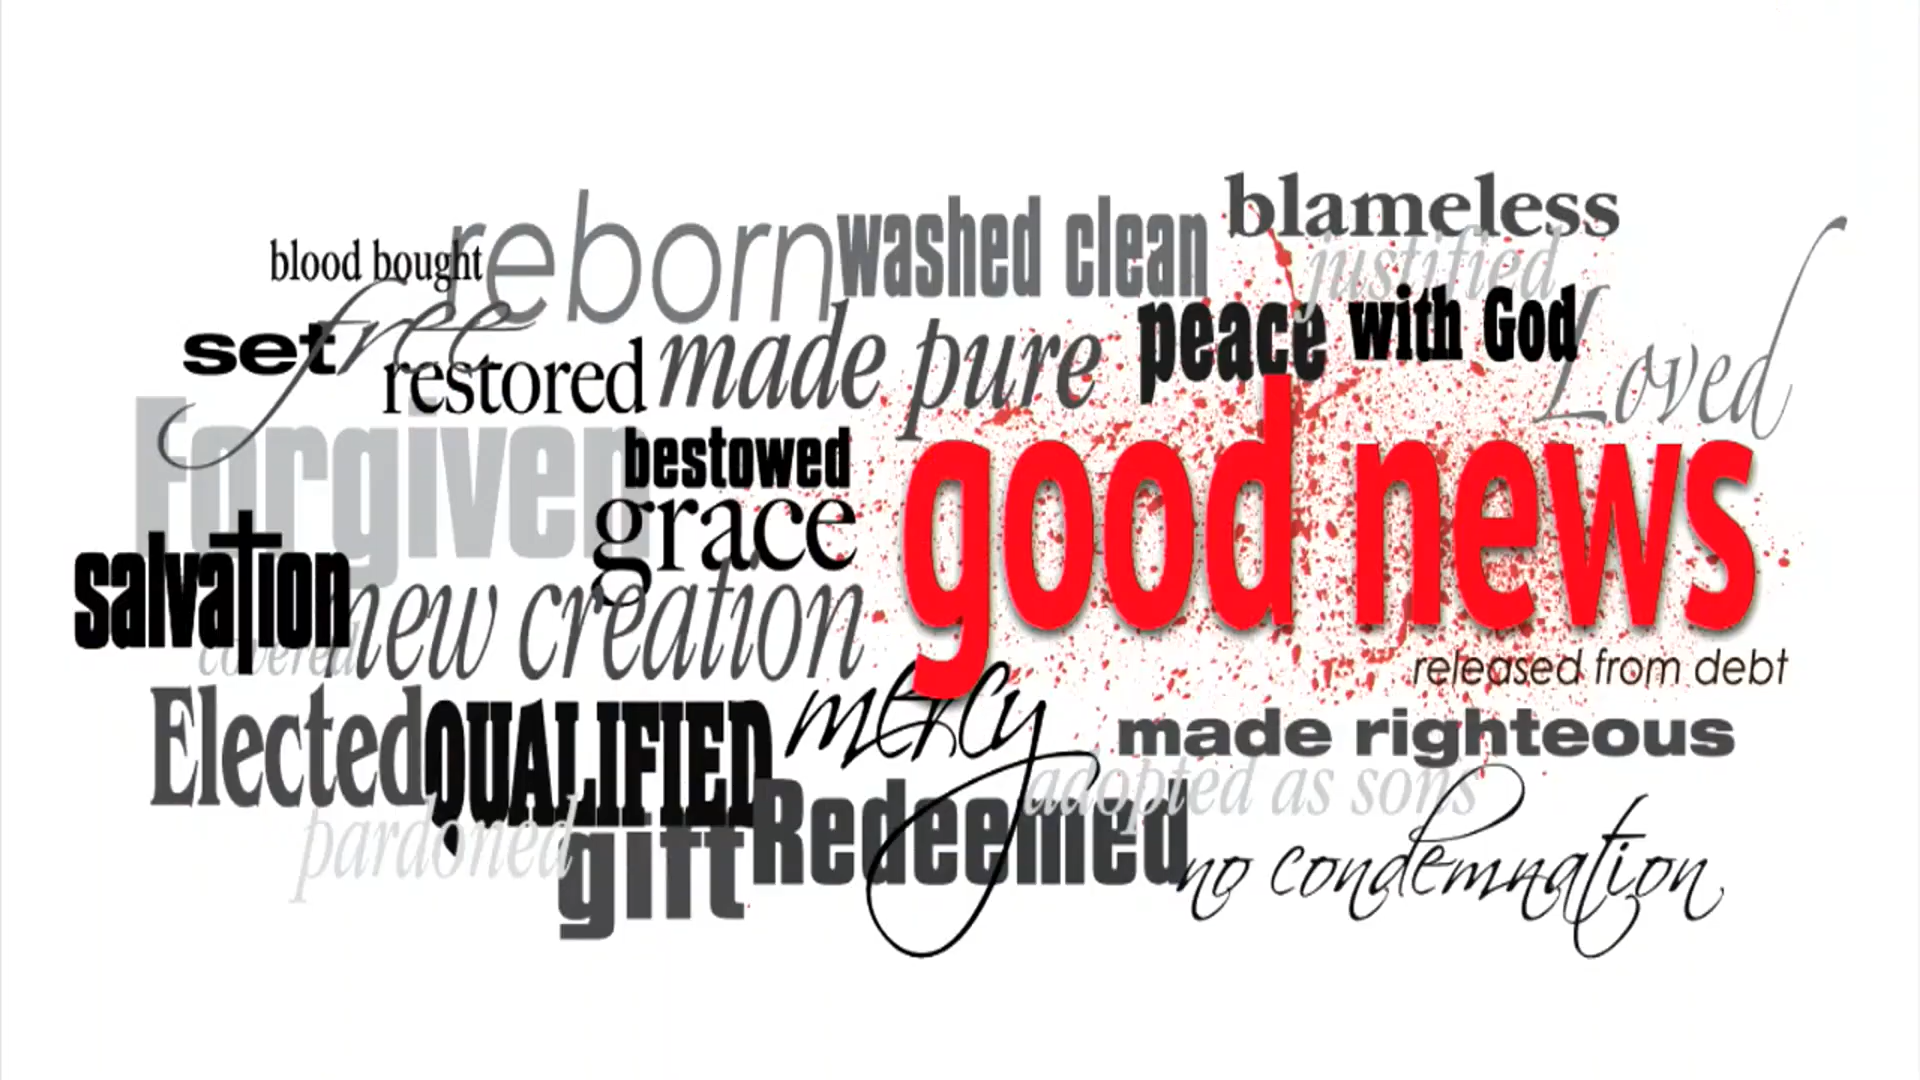 blameless
reborn
washed clean
blood bought
justified
set free
restored
made pure
peace with God
Loved
Forgiven
bestowed
grace
good news
salvation
new creation
covered
released from debt
Elected
QUALIFIED
mercy
made righteous
adopted as sons
pardoned
gift
Redeemed
no condemnation